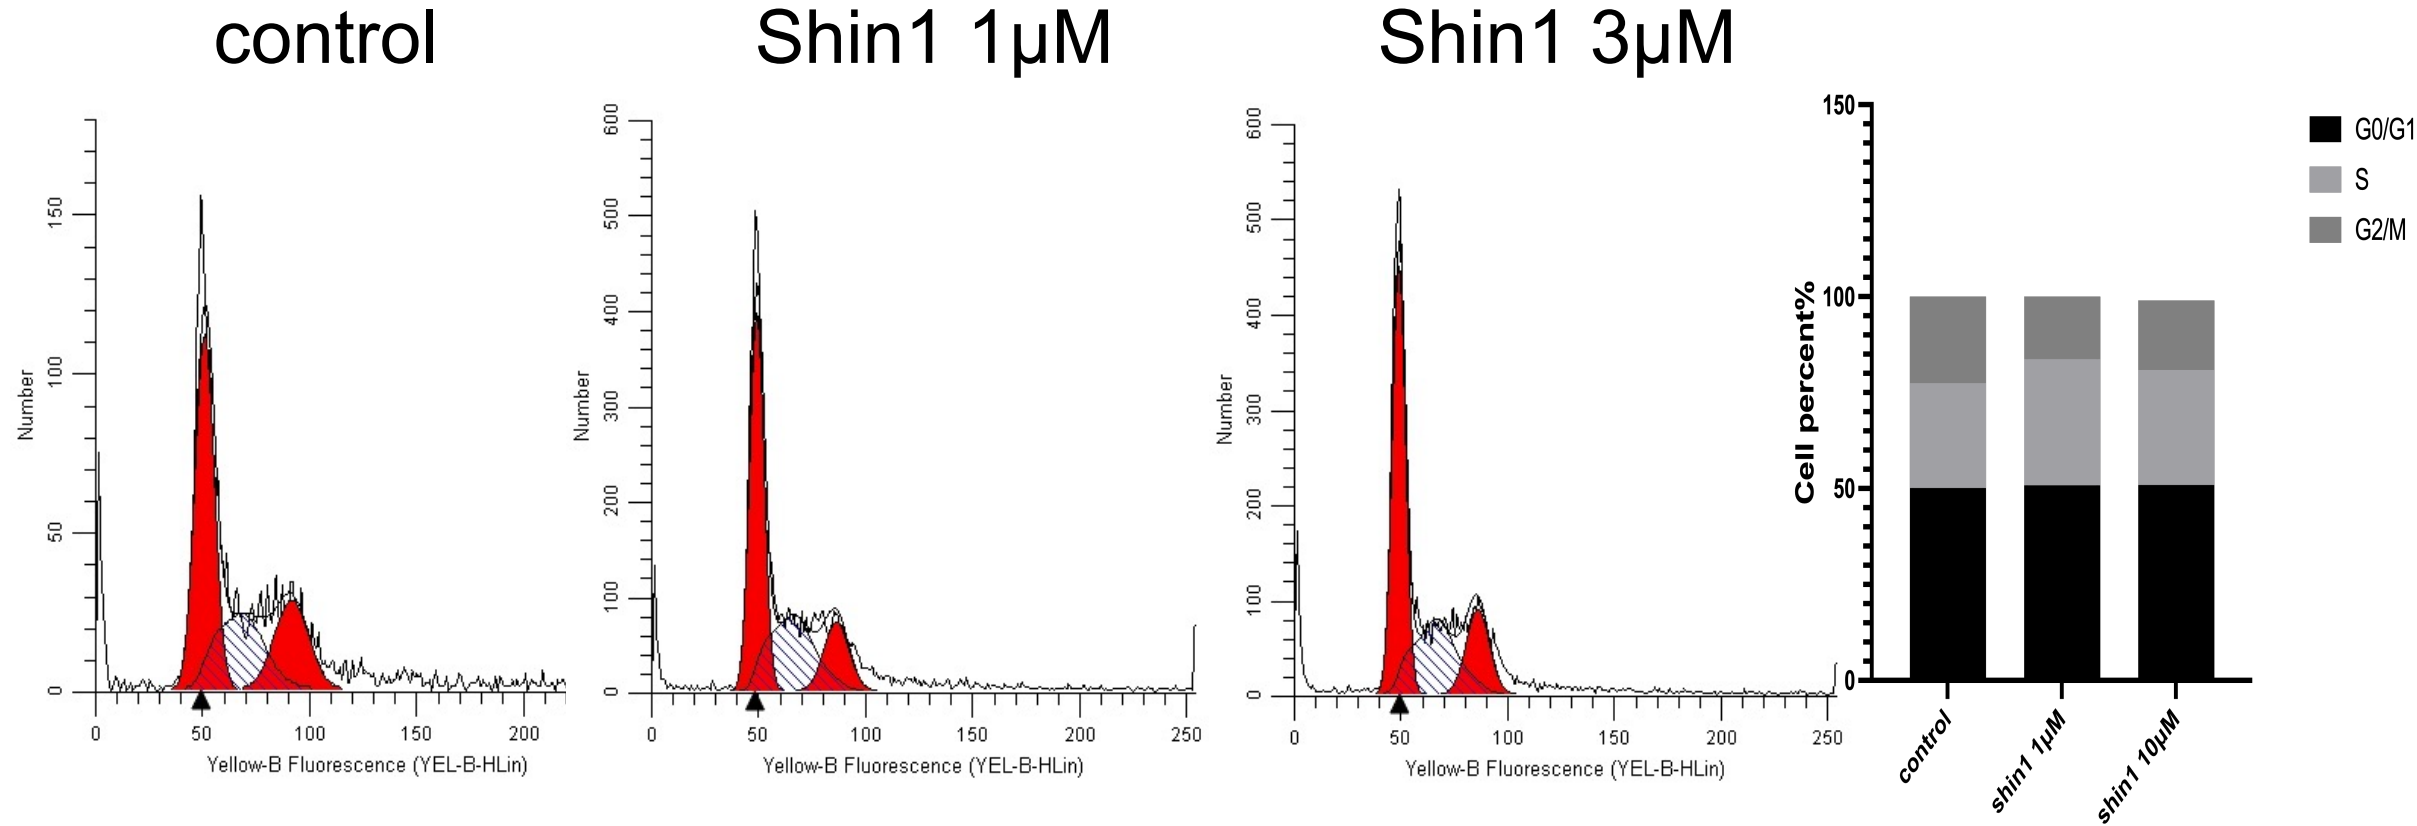 control
Shin1 1µM
Shin1 3µM
Number
150
100
50
0
0 50 100 150 200
Yellow-B Fluorescence (YEL-B-HLin)
Number
600
500
400
300
200
100
0
0 50 100 150 200 250
Yellow-B Fluorescence (YEL-B-HLin)
Number
600
500
400
300
200
100
0
0 50 100 150 200 250
Yellow-B Fluorescence (YEL-B-HLin)
Cell percent%
150
100
50
0
control
shin1 1µM
shin1 10µM
G0/G1
S
G2/M